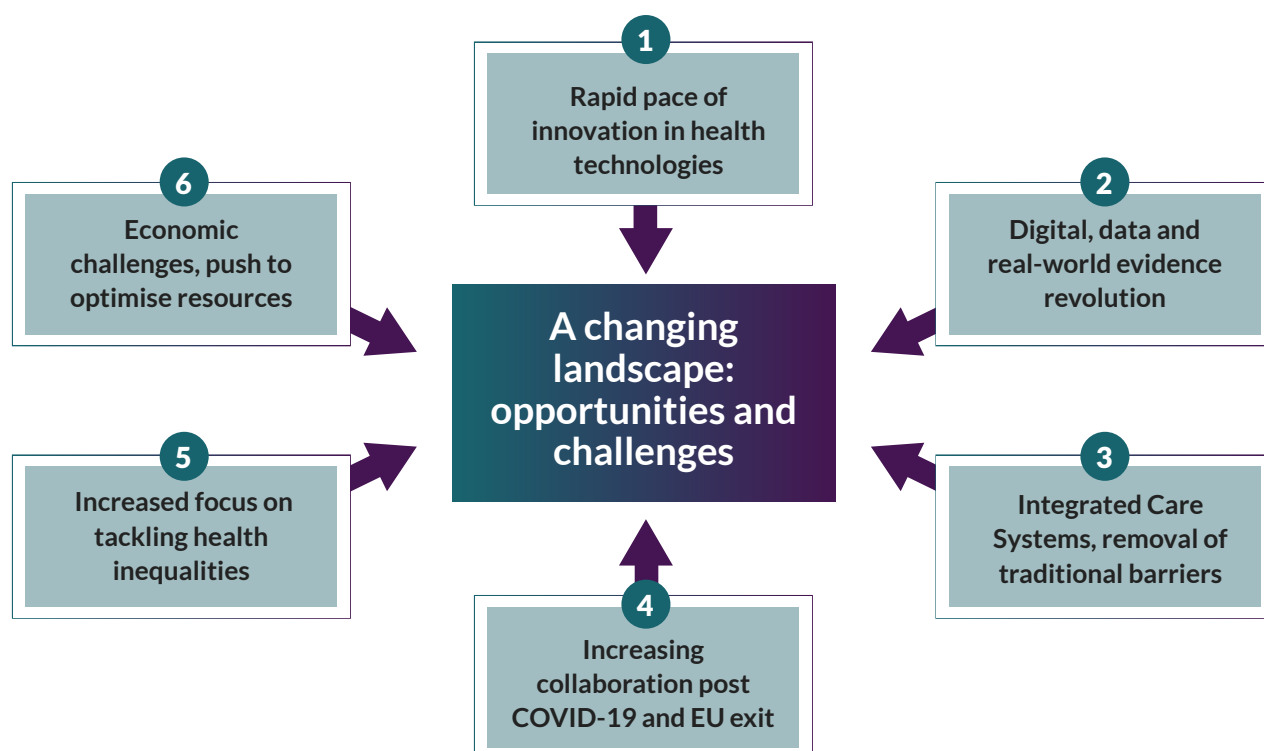 1
Rapid pace of
innovation in health
technologies
2
Digital, data and
real-world evidence
revolution
3
Integrated Care
Systems, removal of
traditional barriers
4
Increasing
collaboration post
COVID-19 and EU exit
5
Increased focus on
tackling health
inequalities
6
Economic
challenges, push to
optimise resources
A changing
landscape:
opportunities and
challenges